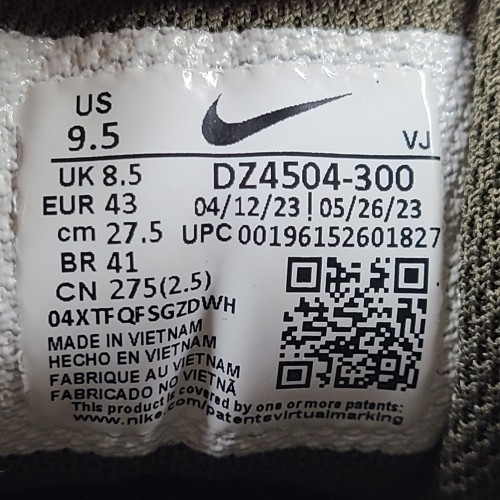 US
9.5
VJ
UK 8.5
DZ4504-300
EUR 43
04/12/23 | 05/26/23
cm 27.5
UPC 00196152601827
BR 41
CN 275(2.5)
04XTFQFSGZDWH
MADE IN VIETNAM
HECHO EN VIETNAM
FABRIQUE AU VIETNAM
FABRICADO NO VIETNÃ
This product is covered by one or more patents:
www.nike.com/patentsvirtualmarking